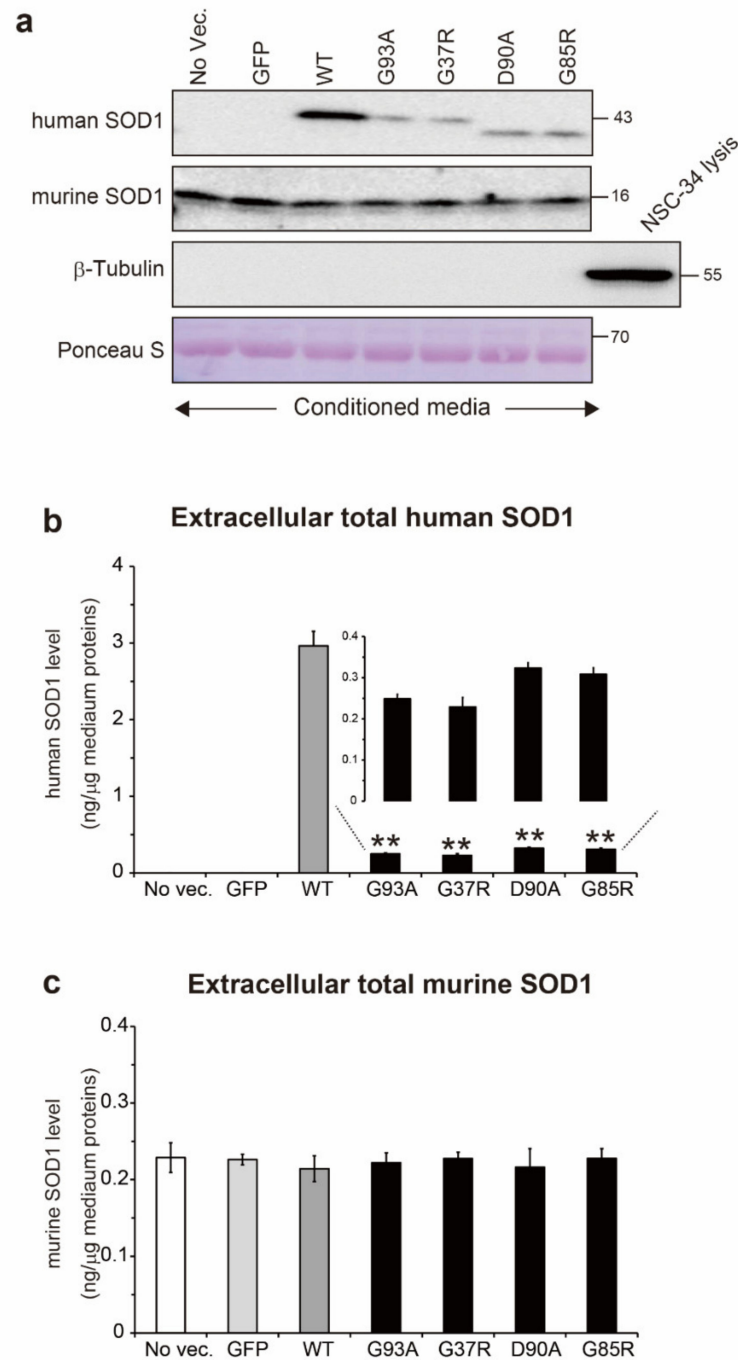 a
No Vec.
GFP
WT
G93A
G37R
D90A
G85R
human SOD1
43
murine SOD1
16
NSC-34 lysis
β-Tubulin
55
Ponceau S
70
Conditioned media
b
Extracellular total human SOD1
human SOD1 level
(ng/μg mediaum proteins)
4
3
2
1
0
0.4
0.3
0.2
0.1
0
**
**
**
**
No vec.
GFP
WT
G93A
G37R
D90A
G85R
c
Extracellular total murine SOD1
murine SOD1 level
(ng/μg mediaum proteins)
0.4
0.3
0.2
0.1
0
No vec.
GFP
WT
G93A
G37R
D90A
G85R